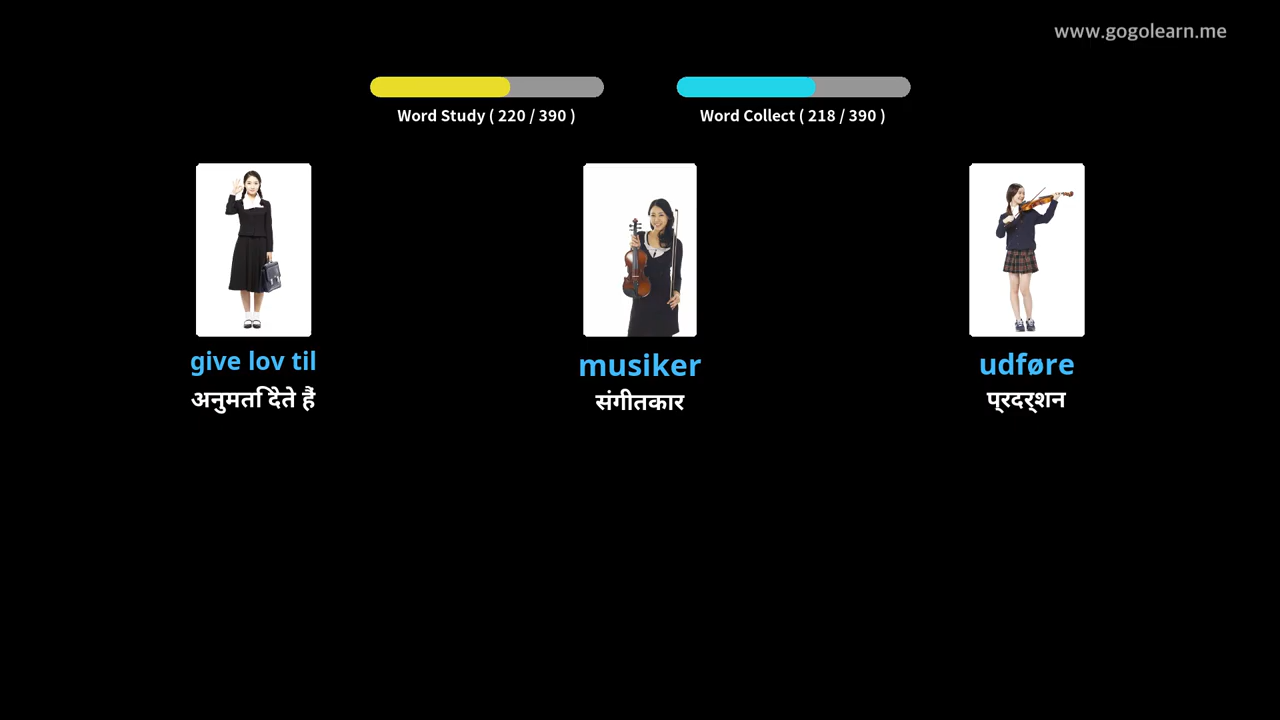 www.gogolearn.me
Word Study ( 220 / 390 )
Word Collect ( 218 / 390 )
give lov til
musiker
udføre
अनुमति देते हैं
संगीतकार
प्रदर्शन